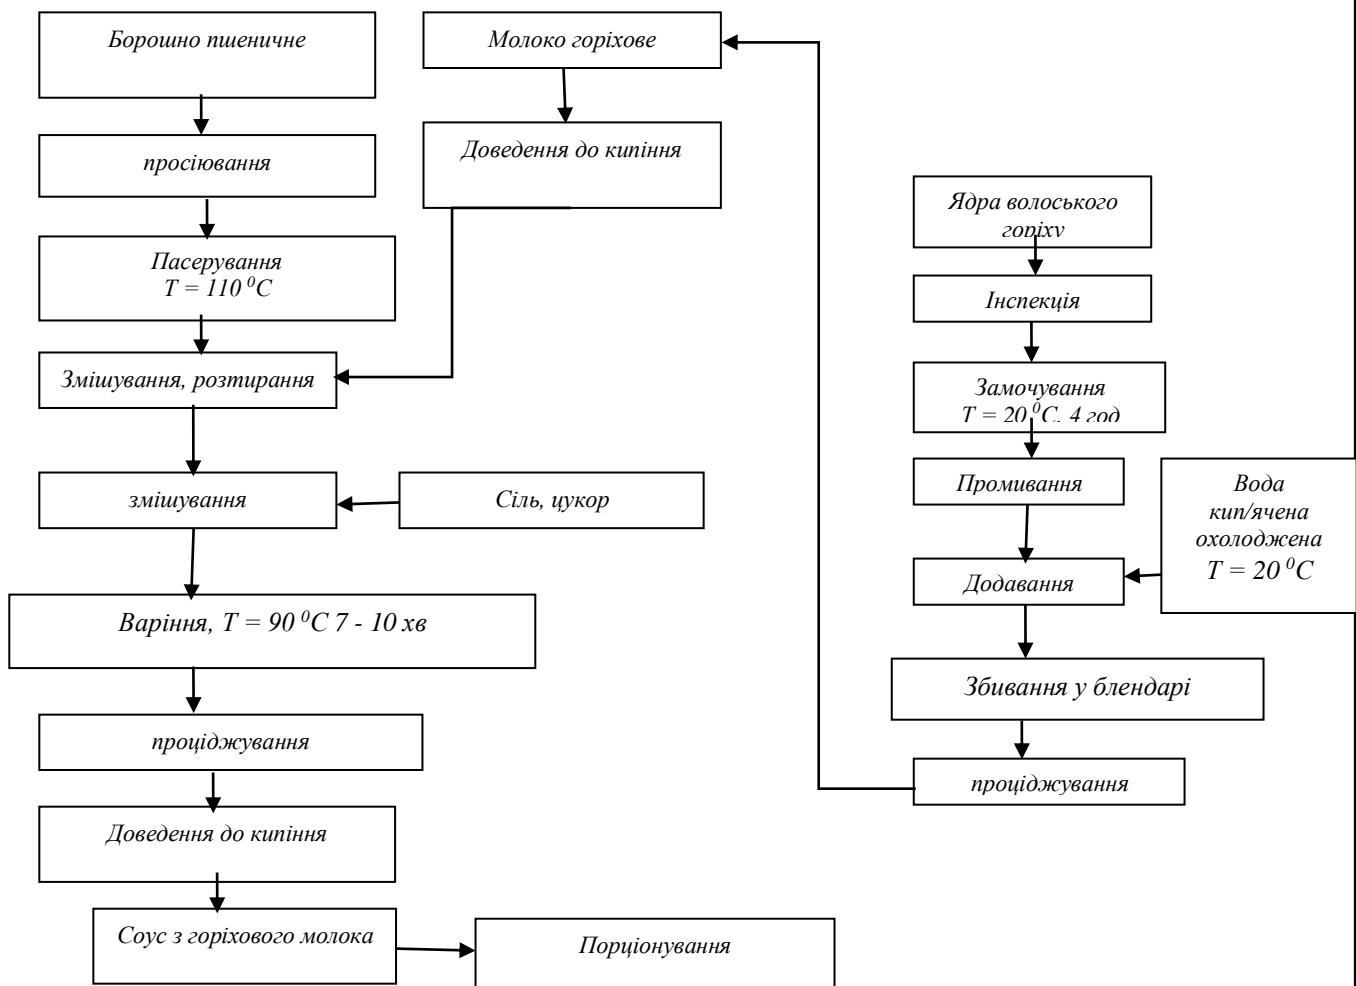 Борошно пшеничне
просіювання
Пасерування
T = 110 ⁰C
Змішування, розтирання
змішування
Варіння, T = 90 ⁰C 7 - 10 хв
проціджування
Доведення до кипіння
Соус з горіхового молока
Порціонування
Молоко горіхове
Доведення до кипіння
Сіль, цукор
Ядра волоського
горіху
Інспекція
Замочування
T = 20 ⁰C, 4 год
Промивання
Додавання
Вода
кип/ячена
охолоджена
T = 20 ⁰C
Збивання у блендарі
проціджування